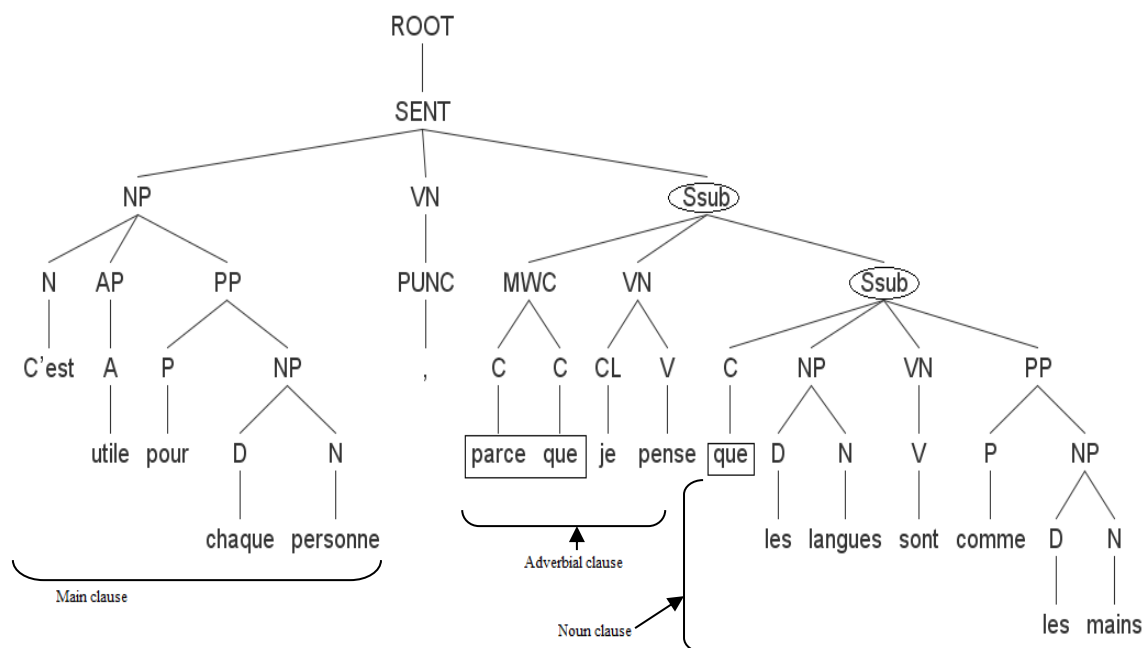 ROOT
SENT
NP VN Ssub
N AP PP PUNC MWC VN Ssub
C'est A P NP , C C CL V C NP VN PP
utile pour D N parce que je pense que D N V P NP
chaque personne les langues sont comme D N
Adverbial clause
Main clause
les mains
Noun clause